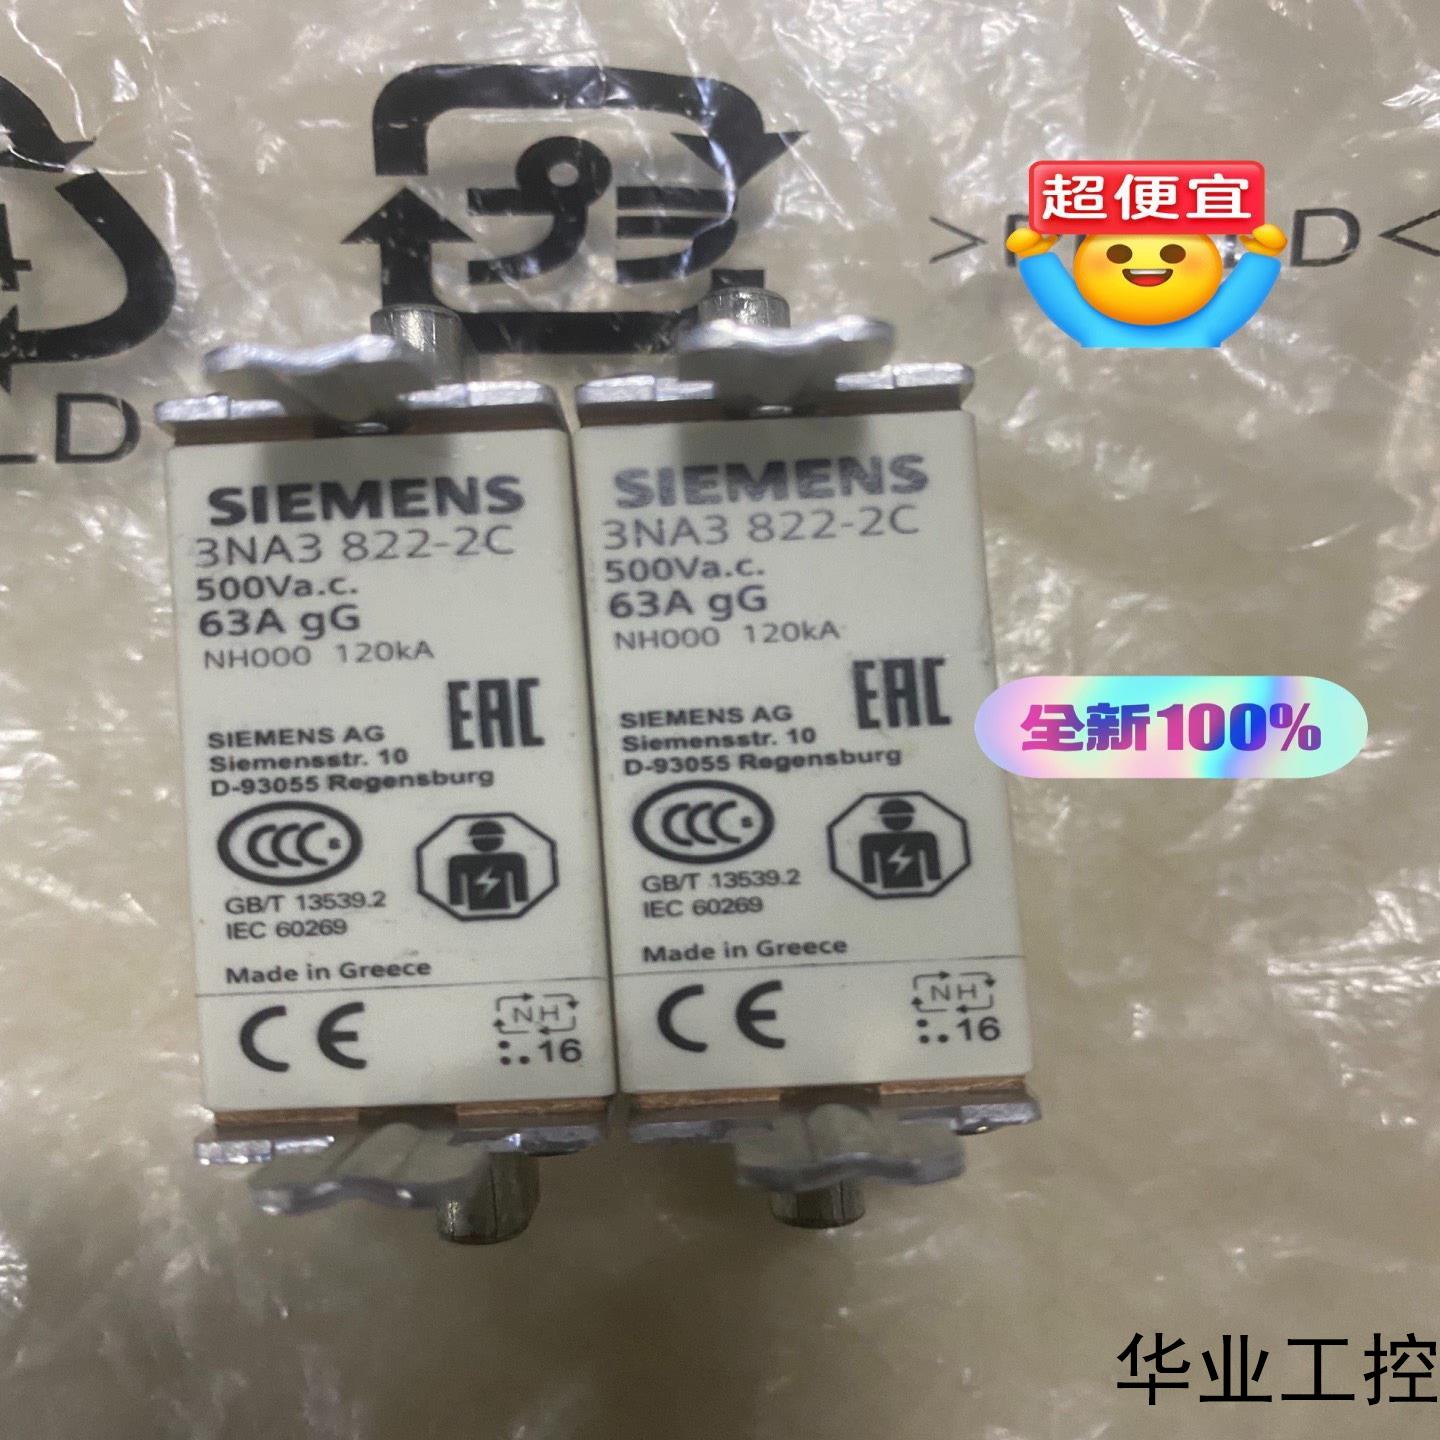 超便宜
LD
SIEMENS
3NA3 822-2C
500Va.c.
63A gG
NH000 120kA
EAC
SIEMENS AG
Siemensstr. 10
D-93055 Regensburg
CCC S
GB/T 13539.2
IEC 60269
Made in Greece
CE
NH
:..16
SIEMENS
3NA3 822-2C
500Va.c.
63A gG
NH000 120kA
EAC
SIEMENS AG
Siemensstr. 10
D-93055 Regensburg
CCC S
GB/T 13539.2
IEC 60269
Made in Greece
CE
NH
:..16
全新100%
华业工控